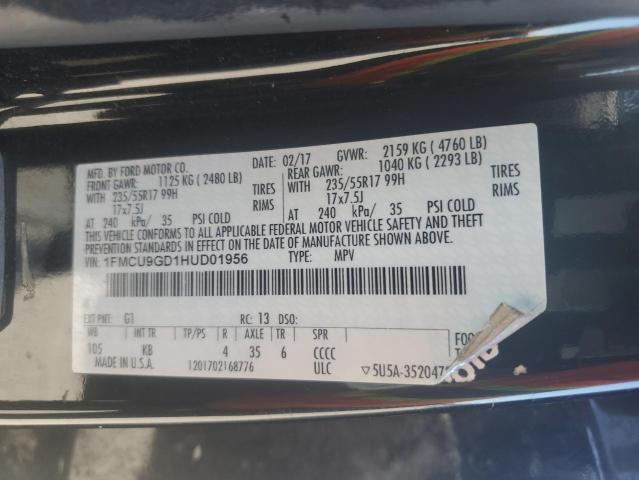 MFD. BY FORD MOTOR CO.
DATE: 02/17 GVWR: 2159 KG ( 4760 LB)
FRONT GAWR: 1125 KG ( 2480 LB) REAR GAWR: 1040 KG ( 2293 LB)
WITH 235/55R17 99H TIRES WITH 235/55R17 99H TIRES
17x7.5J RIMS 17x7.5J RIMS
AT 240 kPa/ 35 PSI COLD AT 240 kPa/ 35 PSI COLD
THIS VEHICLE CONFORMS TO ALL APPLICABLE FEDERAL MOTOR VEHICLE SAFETY AND THEFT
PREVENTION STANDARDS IN EFFECT ON THE DATE OF MANUFACTURE SHOWN ABOVE.
VIN: 1FMCU9GD1HUD01956 TYPE: MPV
EXT PNT: G1 RC: 13 DSO:
WB INT TR TP/PS R AXLE TR SPR
105 KB 4 35 6 CCCC
MADE IN U.S.A. 1201702168776 ULC ▽5U5A-35204